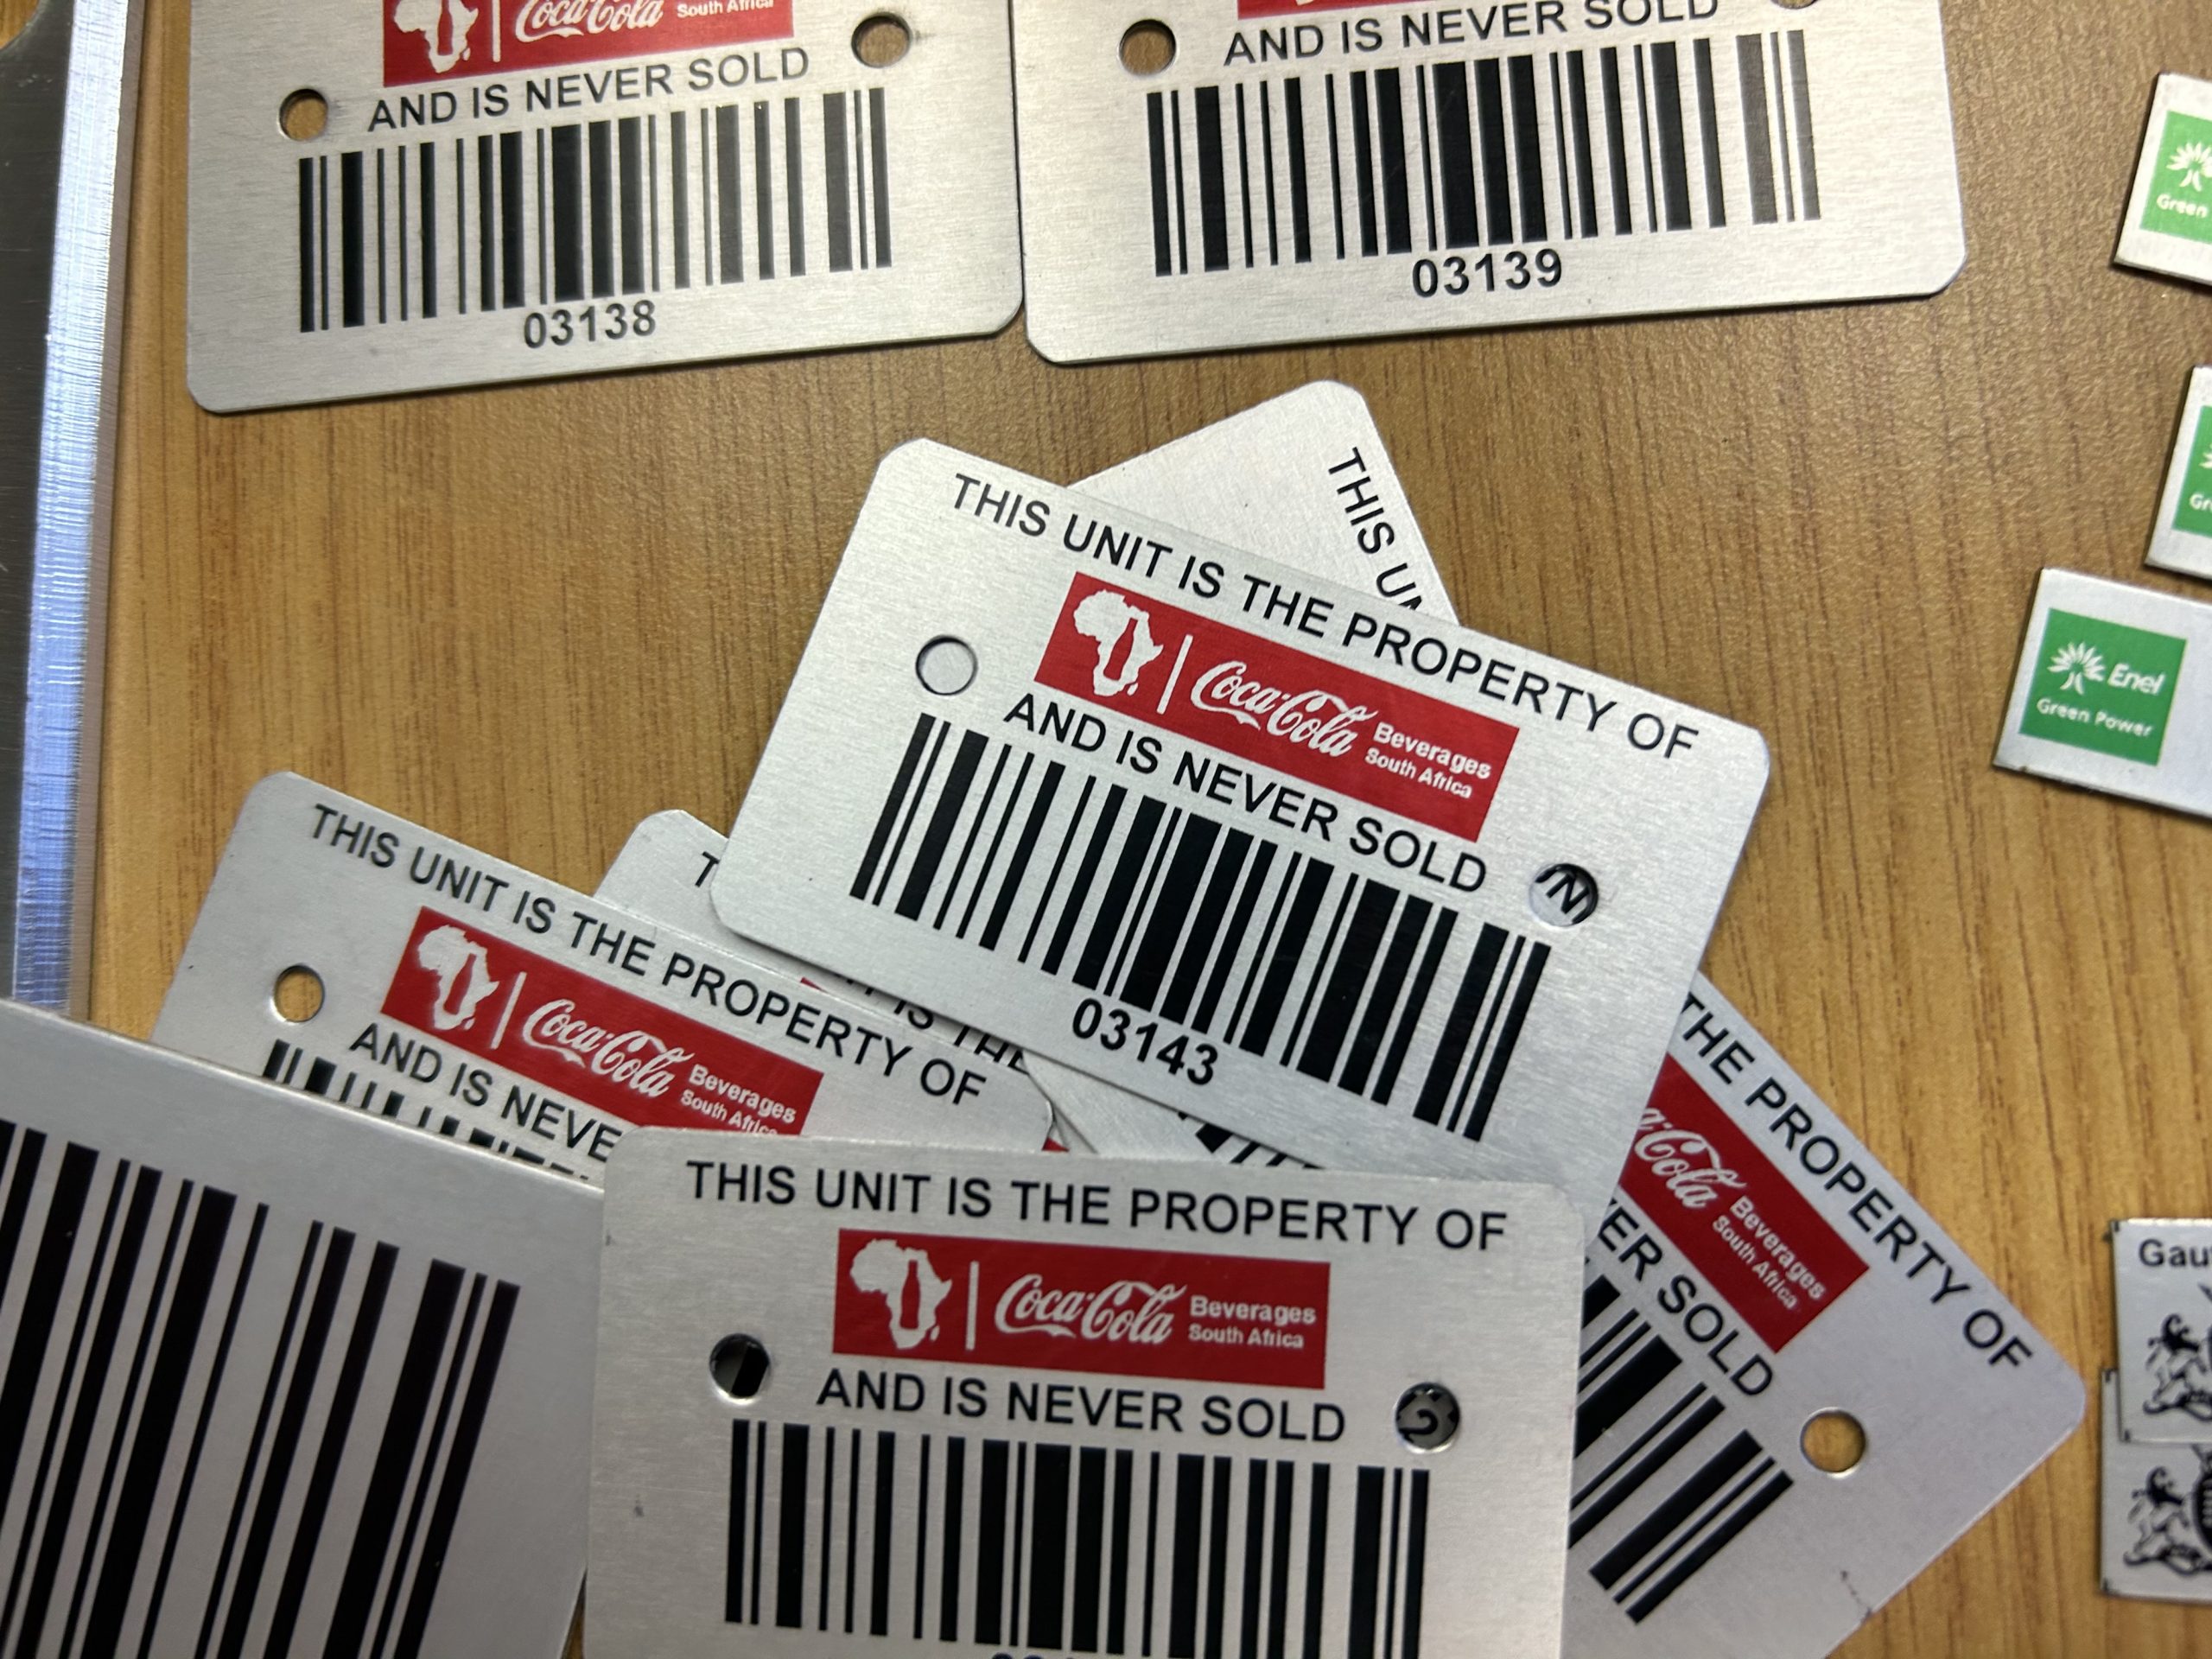 Coca-Cola South Africa
AND IS NEVER SOLD
03138
AND IS NEVER SOLD
03139
Green
THIS UNIT IS THE PROPERTY OF
Coca-Cola Beverages
South Africa
AND IS NEVER SOLD
03143
THIS
Enel
Green Power
THIS UNIT IS THE PROPERTY OF
Coca-Cola Beverages
South Africa
AND IS NEVE
IS THE
THE PROPERTY OF
Coca-Cola Beverages
South Africa
VER SOLD
THIS UNIT IS THE PROPERTY OF
Coca-Cola Beverages
South Africa
AND IS NEVER SOLD
Gau